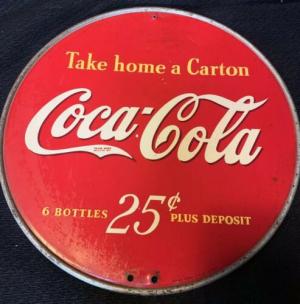 Take home a Carton
Coca-Cola
6 BOTTLES 25¢ PLUS DEPOSIT